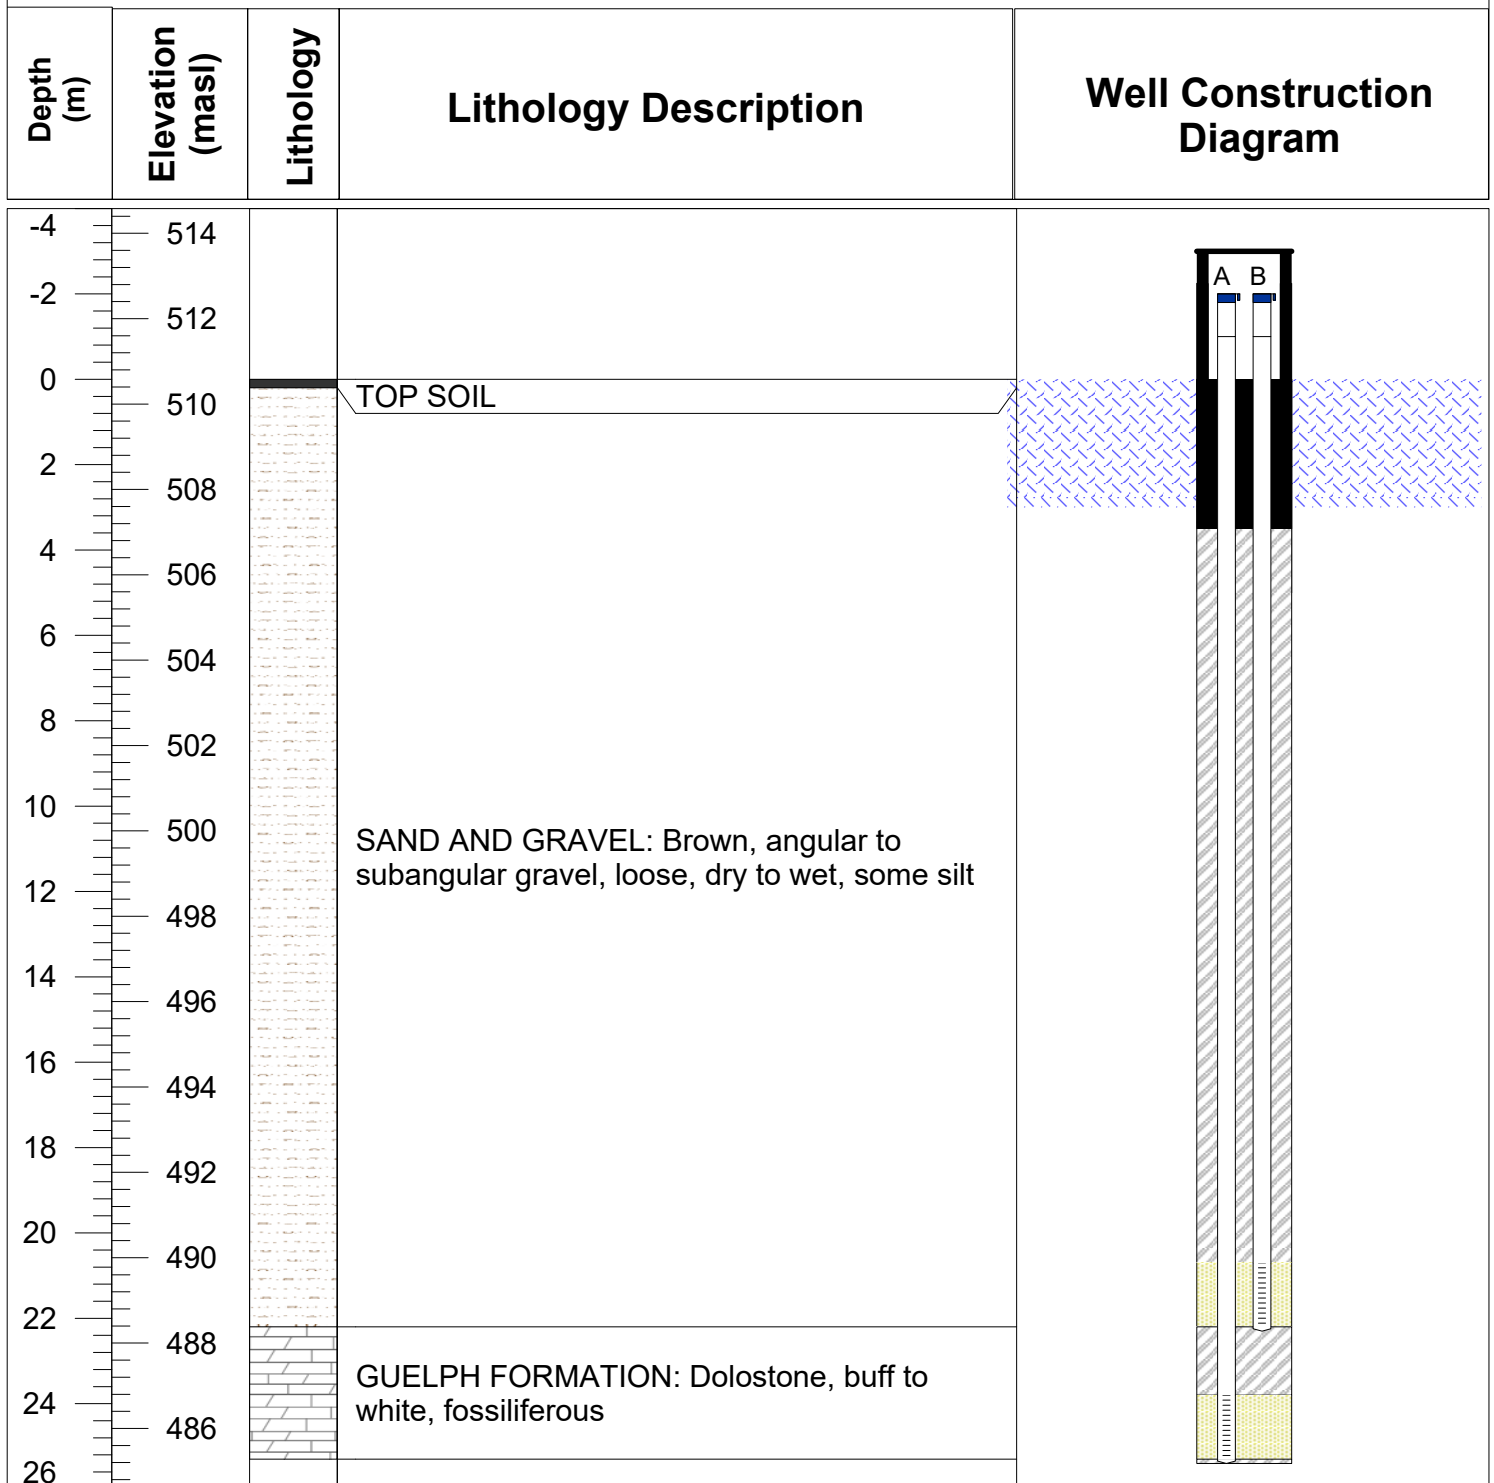 Depth
(m)
Elevation
(masl)
Lithology
Lithology Description
Well Construction
Diagram
-4
514
-2
512
A B
0
510
TOP SOIL
2
508
4
506
6
504
8
502
10
500
SAND AND GRAVEL: Brown, angular to
subangular gravel, loose, dry to wet, some silt
12
498
14
496
16
494
18
492
20
490
22
488
GUELPH FORMATION: Dolostone, buff to
white, fossiliferous
24
486
26